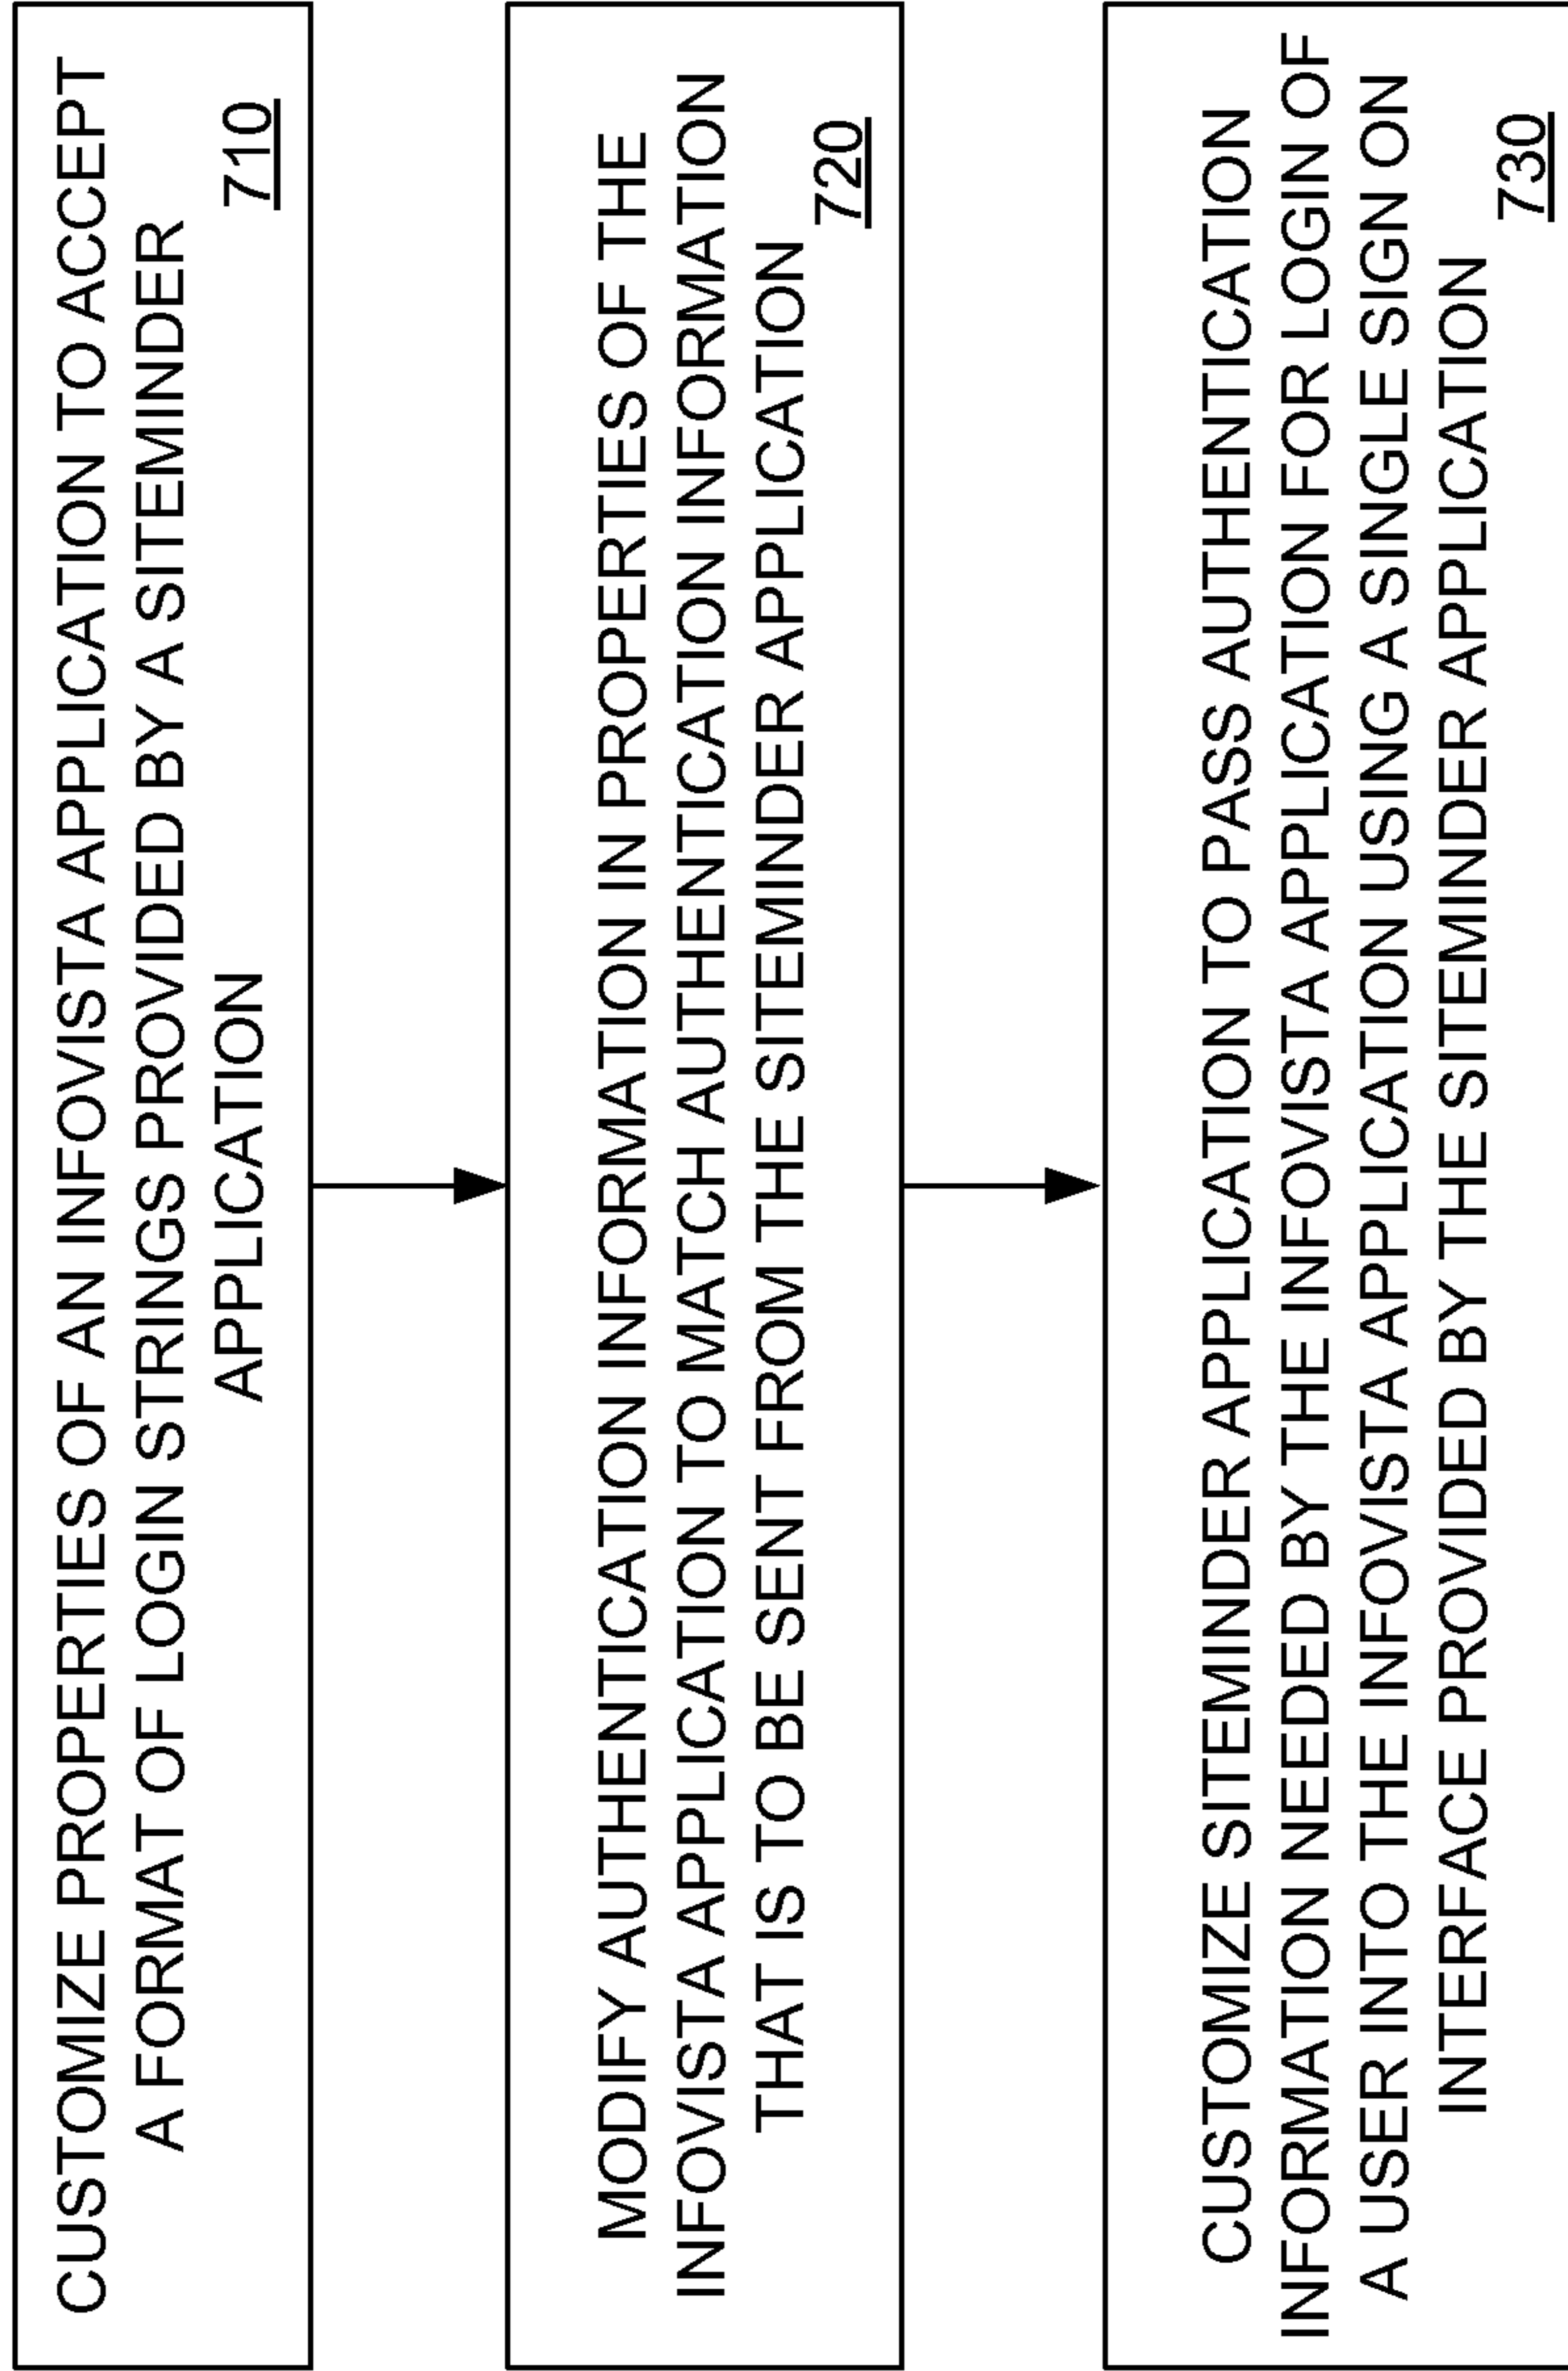 CUSTOMIZE PROPERTIES OF AN INFOVISTA APPLICATION TO ACCEPT
A FORMAT OF LOGIN STRINGS PROVIDED BY A SITEMINDER
APPLICATION
710
MODIFY AUTHENTICATION INFORMATION IN PROPERTIES OF THE
INFOVISTA APPLICATION TO MATCH AUTHENTICATION INFORMATION
THAT IS TO BE SENT FROM THE SITEMINDER APPLICATION
720
CUSTOMIZE SITEMINDER APPLICATION TO PASS AUTHENTICATION
INFORMATION NEEDED BY THE INFOVISTA APPLICATION FOR LOGIN OF
A USER INTO THE INFOVISTA APPLICATION USING A SINGLE SIGN ON
INTERFACE PROVIDED BY THE SITEMINDER APPLICATION
730